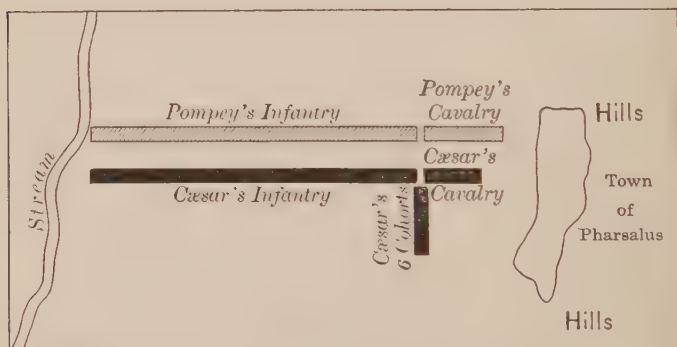 Pompey's Infantry
Pompey's
Cavalry
Hills
Stream
Cæsar's Infantry
Cæsar's
Cavalry
Cæsar's
6 Cohorts
Town
of
Pharsalus
Hills